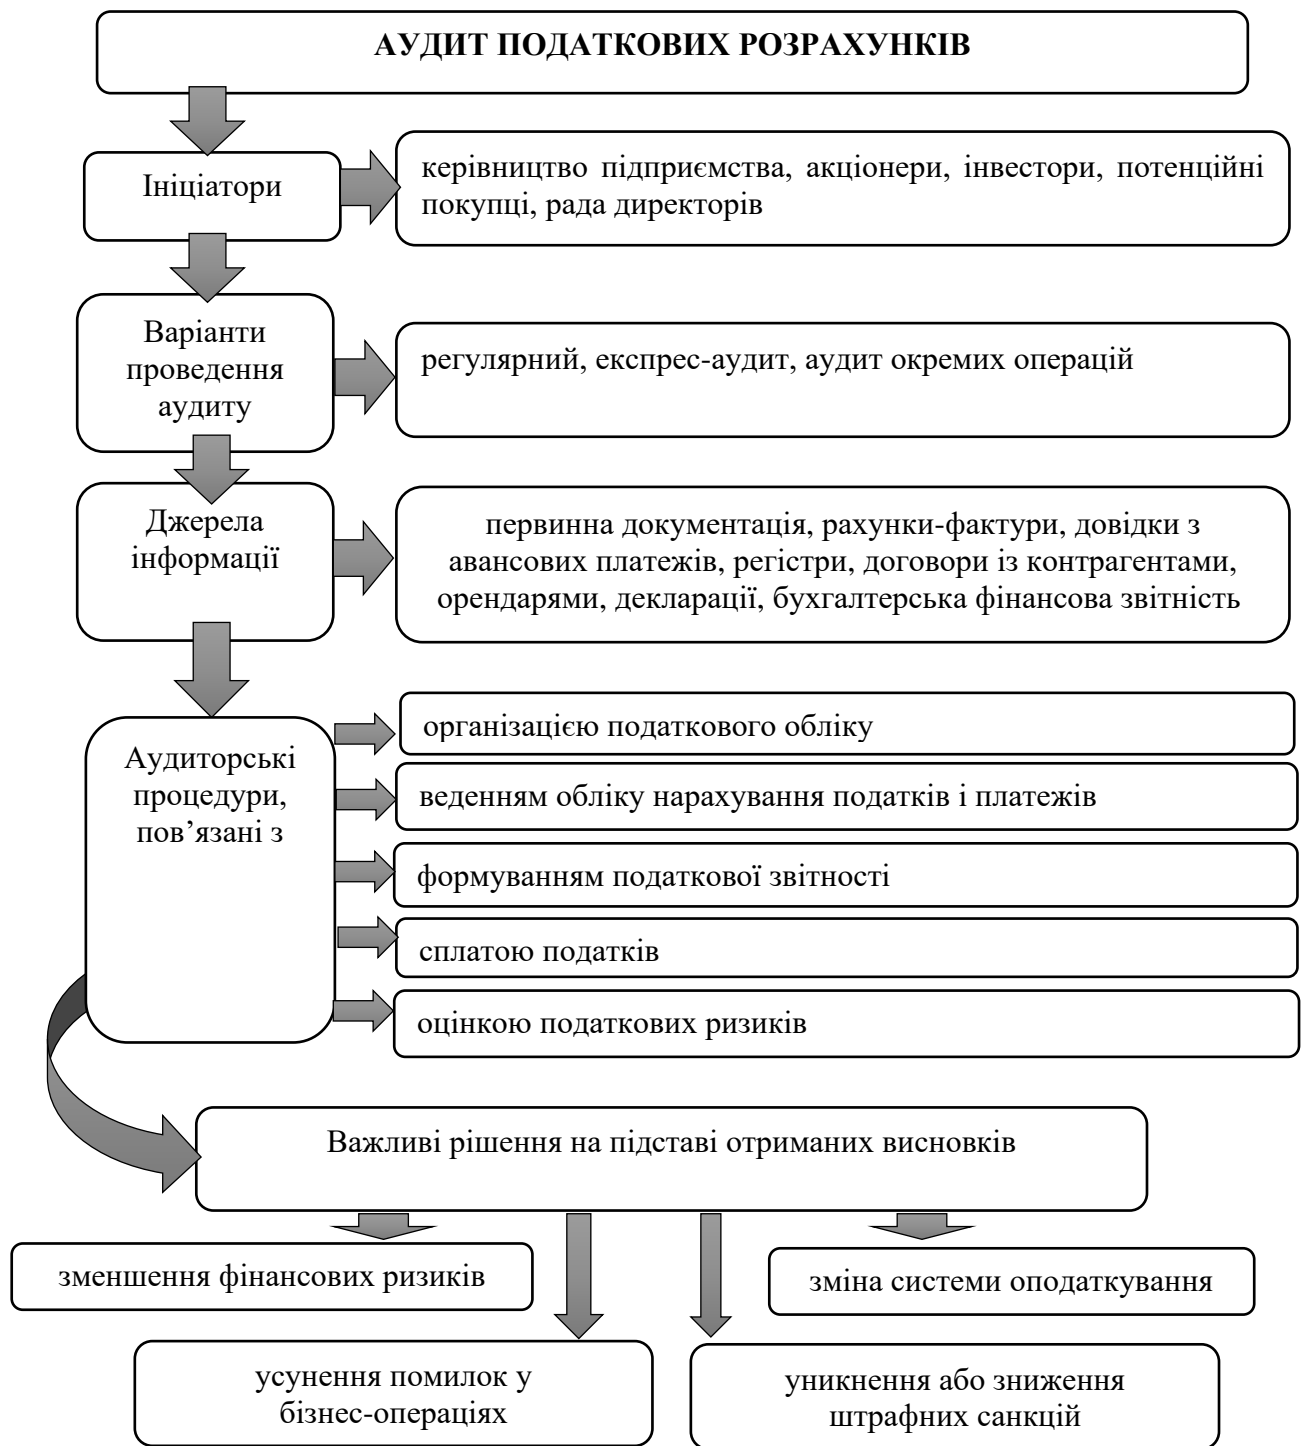 АУДИТ ПОДАТКОВИХ РОЗРАХУНКІВ
Ініціатори
керівництво підприємства, акціонери, інвестори, потенційні
покупці, рада директорів
Варіанти
проведення
аудиту
регулярний, експрес-аудит, аудит окремих операцій
Джерела
інформації
первинна документація, рахунки-фактури, довідки з
авансових платежів, регістри, договори із контрагентами,
орендарями, декларації, бухгалтерська фінансова звітність
Аудиторські
процедури,
пов’язані з
організацією податкового обліку
веденням обліку нарахування податків і платежів
формуванням податкової звітності
сплатою податків
оцінкою податкових ризиків
Важливі рішення на підставі отриманих висновків
зменшення фінансових ризиків
зміна системи оподаткування
усунення помилок у
бізнес-операціях
уникнення або зниження
штрафних санкцій